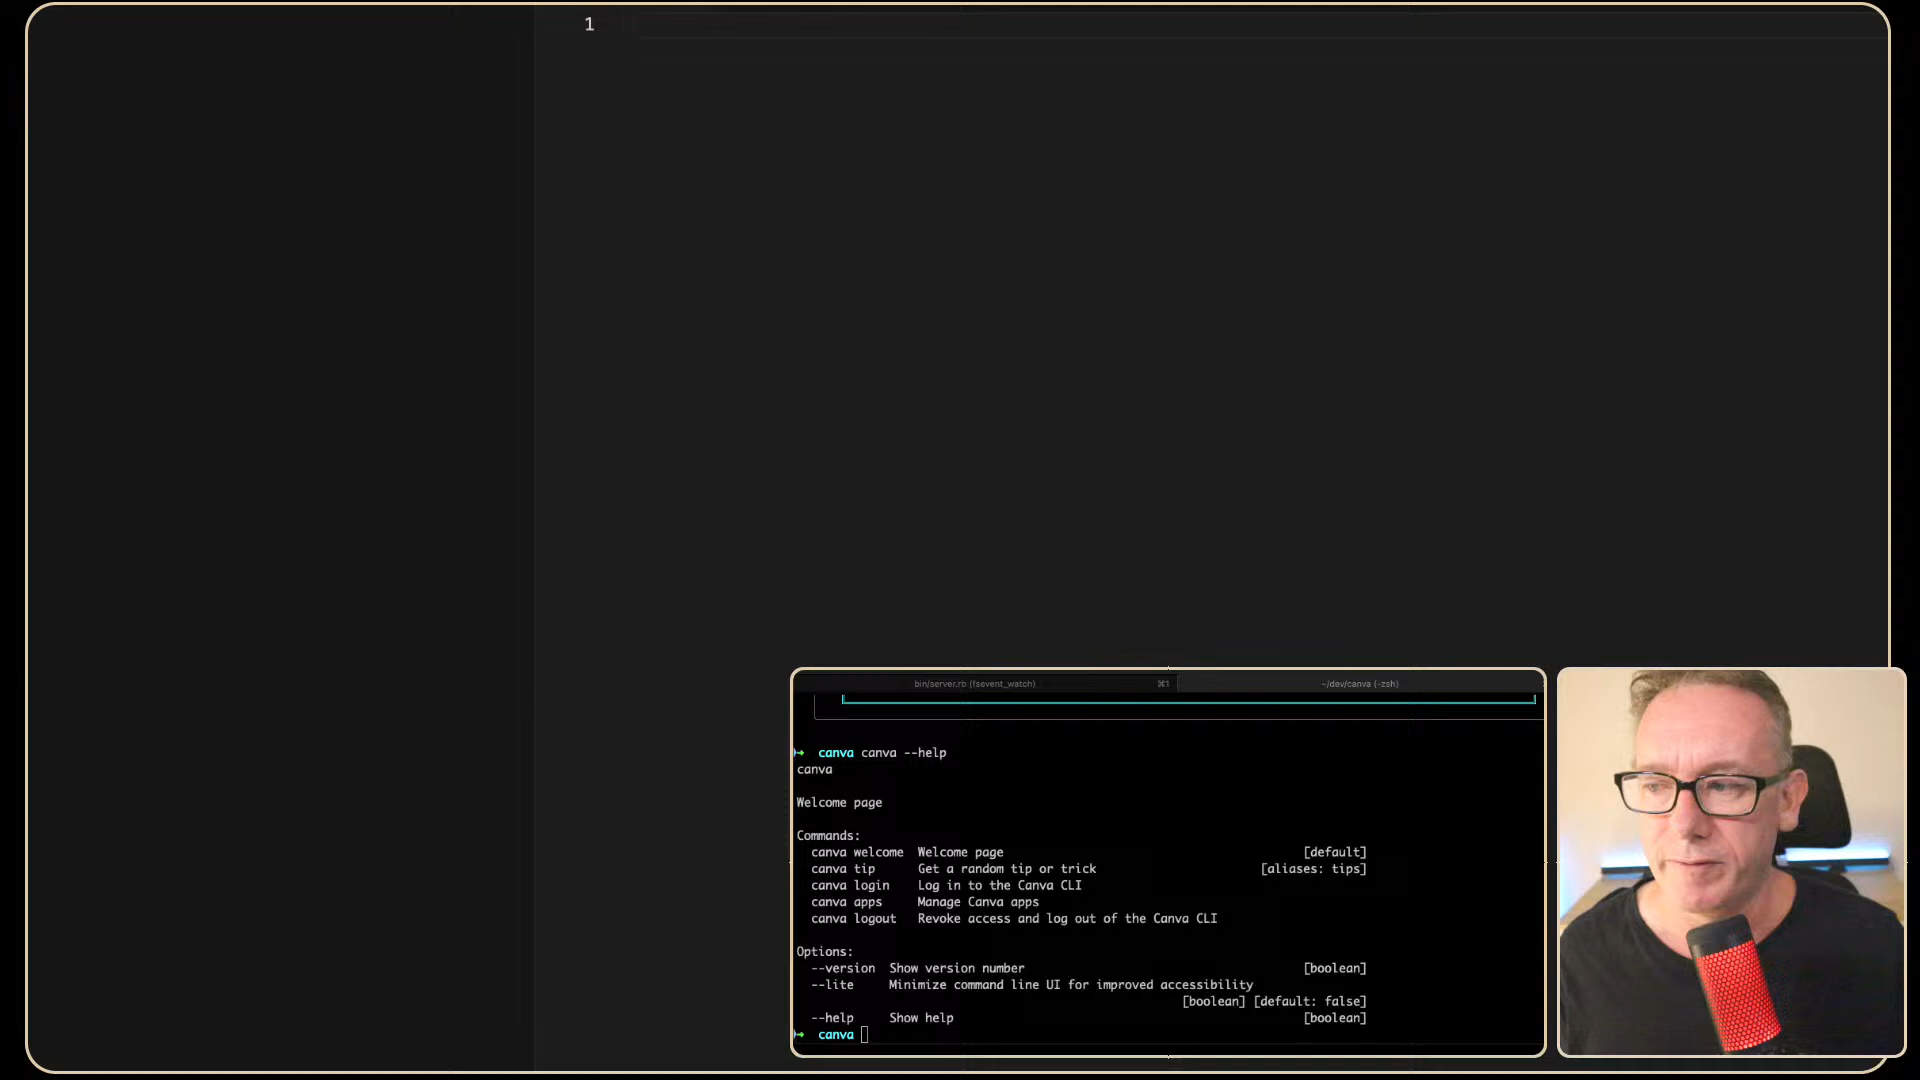 1
bin/server.rb (fsevent_watch) ⌘1 ~/dev/canva (-zsh)
➜ canva canva --help
canva
Welcome page
Commands:
canva welcome Welcome page [default]
canva tip Get a random tip or trick [aliases: tips]
canva login Log in to the Canva CLI
canva apps Manage Canva apps
canva logout Revoke access and log out of the Canva CLI
Options:
--version Show version number [boolean]
--lite Minimize command line UI for improved accessibility
[boolean] [default: false]
--help Show help [boolean]
➜ canva